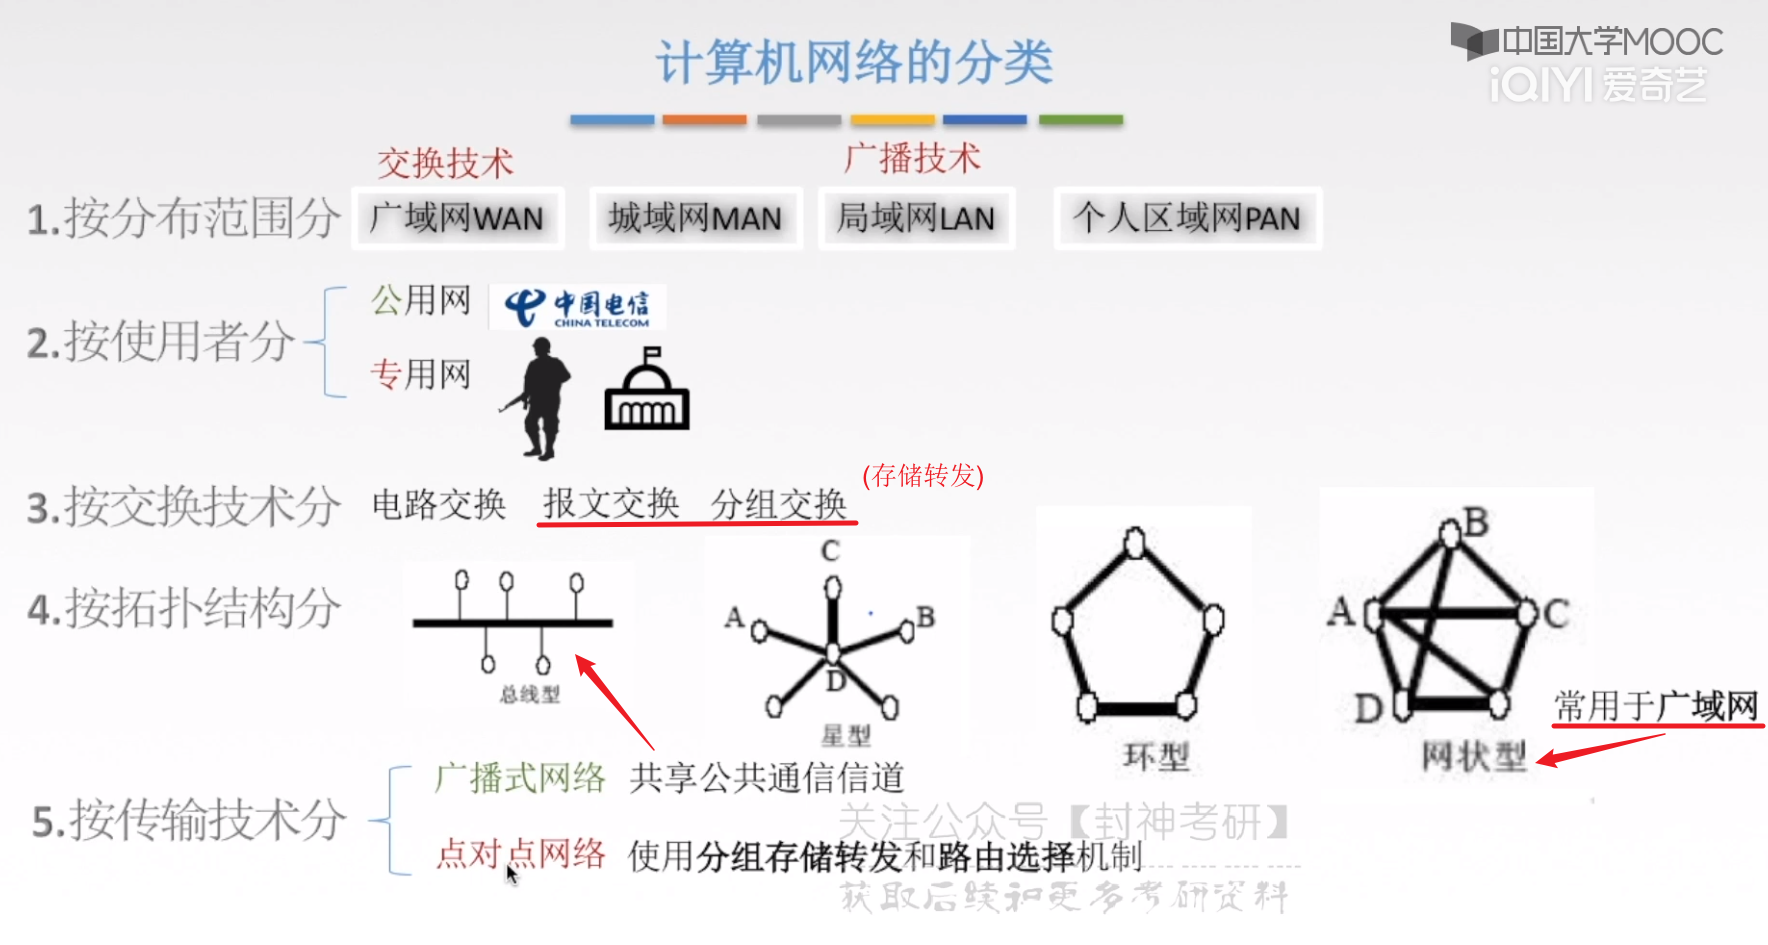 中国大学MOOC
iQIYI 爱奇艺
计算机网络的分类
交换技术 广播技术
1.按分布范围分 广域网WAN 城域网MAN 局域网LAN 个人区域网PAN
2.按使用者分
公用网 中国电信
CHINA TELECOM
专用网
(存储转发)
3.按交换技术分 电路交换 报文交换 分组交换
4.按拓扑结构分
总线型
C
A B
D
星型
环型
B
A C
D
网状型
常用于广域网
5.按传输技术分
广播式网络 共享公共通信信道
点对点网络 使用分组存储转发和路由选择机制
关注公众号【封神考研】
获取后续和更多考研资料